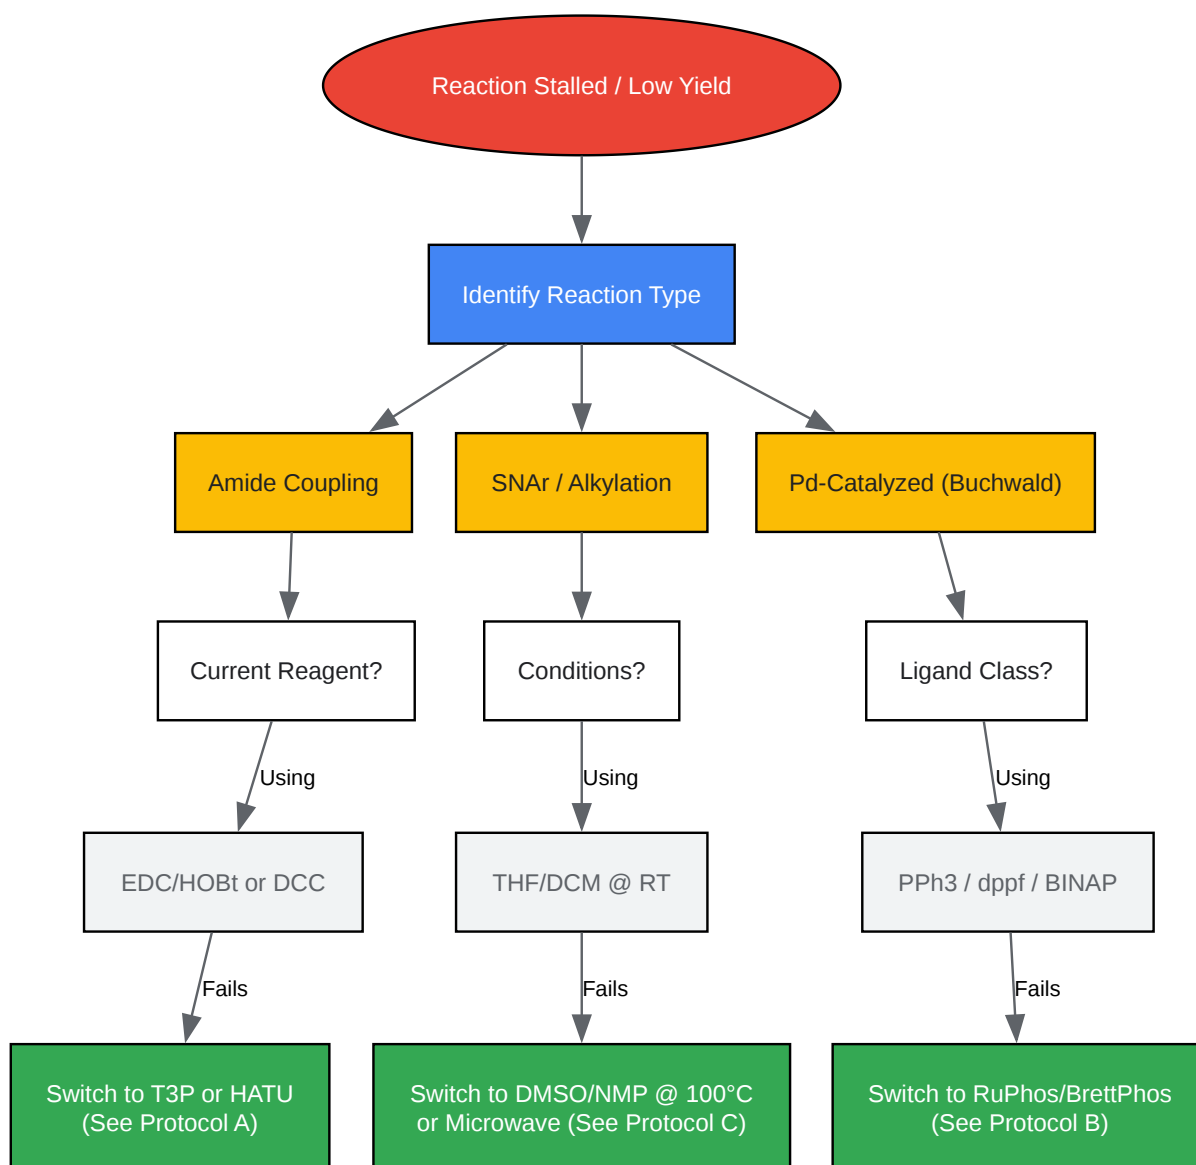 Reaction Stalled / Low Yield
Identify Reaction Type
Amide Coupling
SNAr / Alkylation
Pd-Catalyzed (Buchwald)
Current Reagent?
Conditions?
Ligand Class?
Using
Using
Using
EDC/HOBt or DCC
THF/DCM @ RT
PPh3 / dppf / BINAP
Fails
Fails
Fails
Switch to T3P or HATU
(See Protocol A)
Switch to DMSO/NMP @ 100°C
or Microwave (See Protocol C)
Switch to RuPhos/BrettPhos
(See Protocol B)